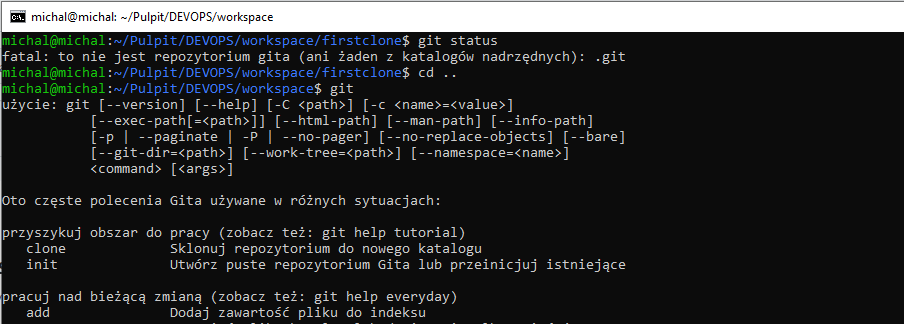 michal@michal: ~/Pulpit/DEVOPS/workspace
michal@michal:~/Pulpit/DEVOPS/workspace/firstclone$ git status
fatal: to nie jest repozytorium gita (ani żaden z katalogów nadrzędnych): .git
michal@michal:~/Pulpit/DEVOPS/workspace/firstclone$ cd ..
michal@michal:~/Pulpit/DEVOPS/workspace$ git
użycie: git [--version] [--help] [-C <path>] [-c <name>=<value>]
[--exec-path[=<path>]] [--html-path] [--man-path] [--info-path]
[-p | --paginate | -P | --no-pager] [--no-replace-objects] [--bare]
[--git-dir=<path>] [--work-tree=<path>] [--namespace=<name>]
<command> [<args>]
Oto częste polecenia Gita używane w różnych sytuacjach:
przyszykuj obszar do pracy (zobacz też: git help tutorial)
clone Sklonuj repozytorium do nowego katalogu
init Utwórz puste repozytorium Gita lub przeinicjuj istniejące
pracuj nad bieżącą zmianą (zobacz też: git help everyday)
add Dodaj zawartość pliku do indeksu